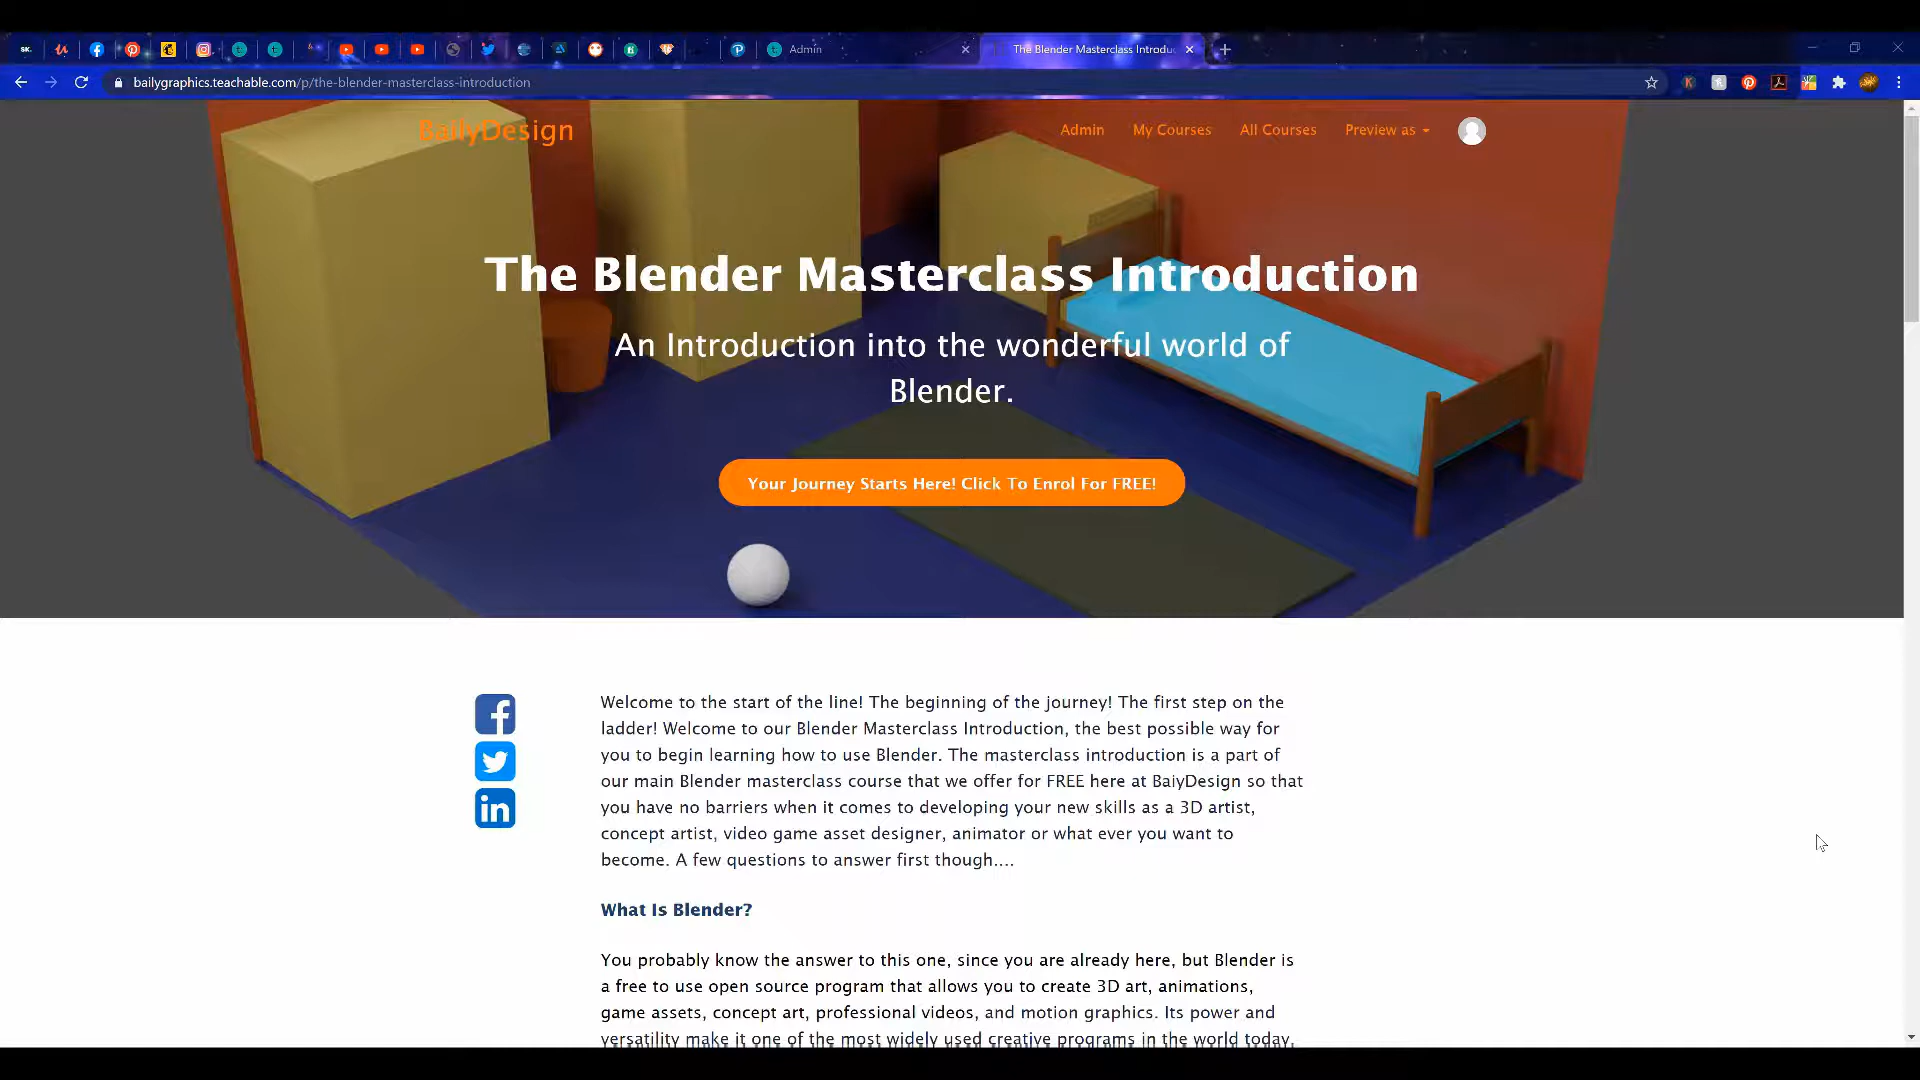 SK.
Admin
The Blender Masterclass Introdu
bailygraphics.teachable.com/p/the-blender-masterclass-introduction
BailyDesign
Admin
My Courses
All Courses
Preview as
The Blender Masterclass Introduction
An Introduction into the wonderful world of
Blender.
Your Journey Starts Here! Click To Enrol For FREE!
Welcome to the start of the line! The beginning of the journey! The first step on the
ladder! Welcome to our Blender Masterclass Introduction, the best possible way for
you to begin learning how to use Blender. The masterclass introduction is a part of
our main Blender masterclass course that we offer for FREE here at BaiyDesign so that
you have no barriers when it comes to developing your new skills as a 3D artist,
concept artist, video game asset designer, animator or what ever you want to
become. A few questions to answer first though....
What Is Blender?
You probably know the answer to this one, since you are already here, but Blender is
a free to use open source program that allows you to create 3D art, animations,
game assets, concept art, professional videos, and motion graphics. Its power and
versatility make it one of the most widely used creative programs in the world today,